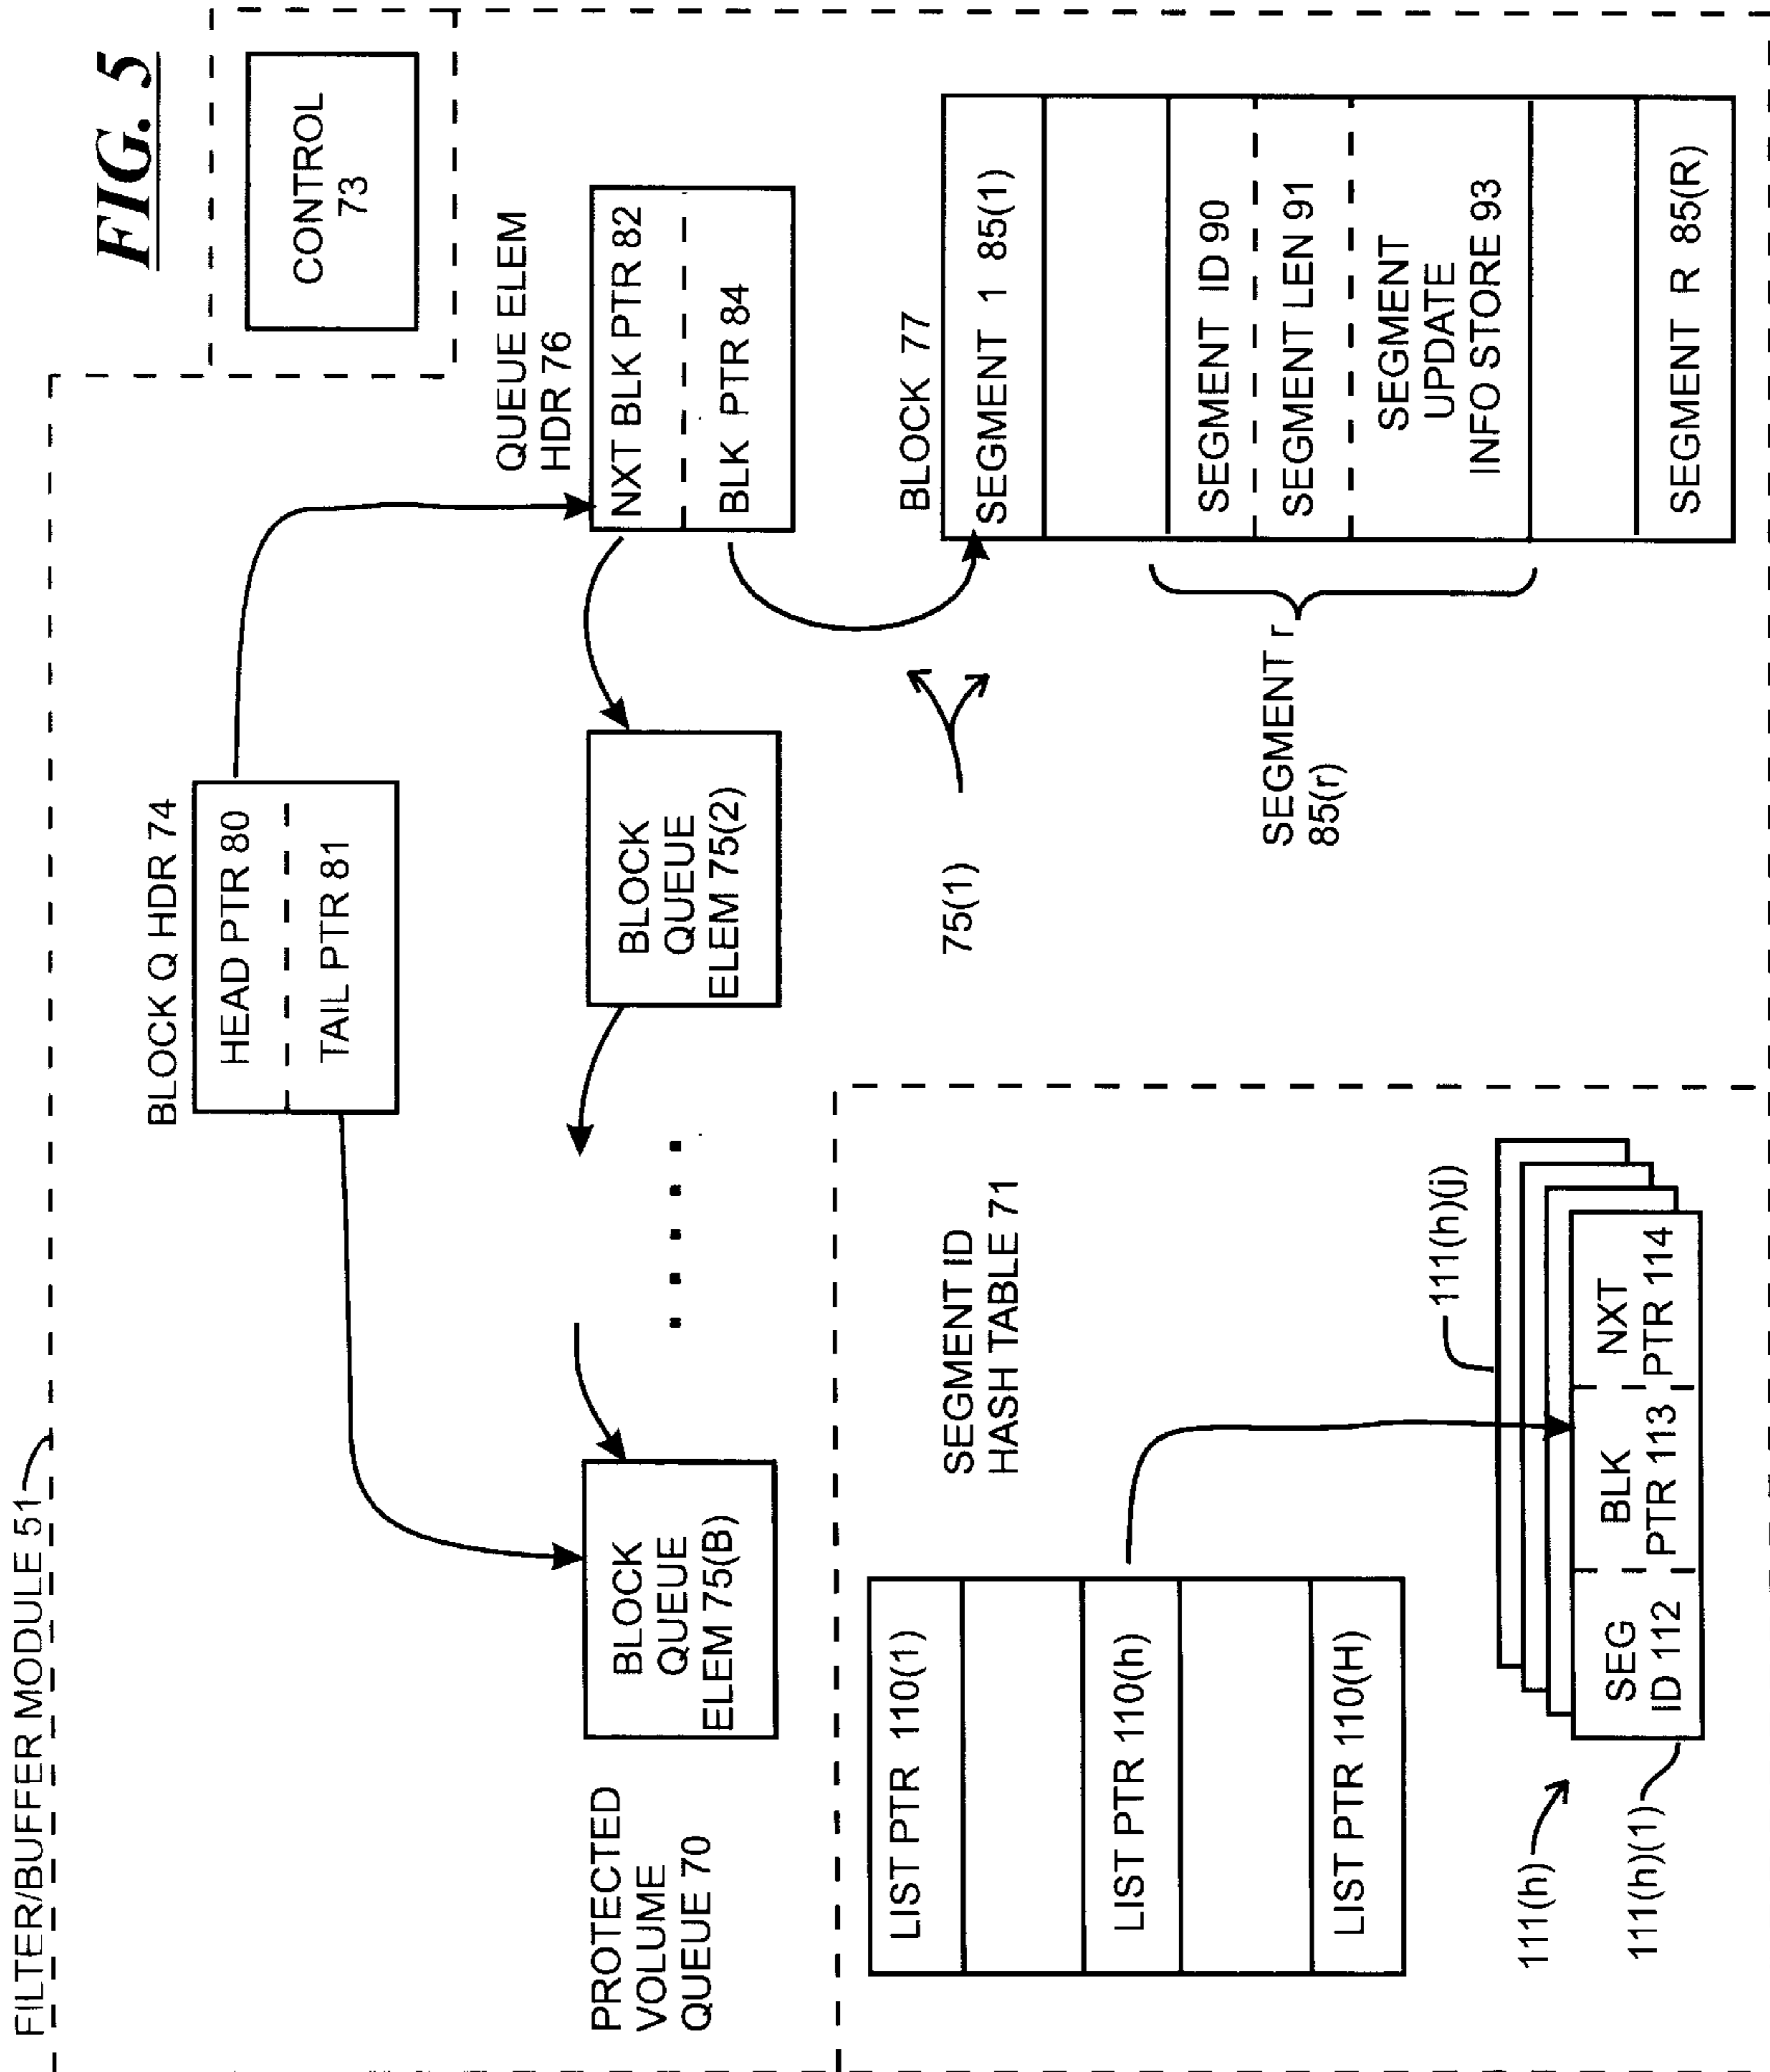 FIG. 5
FILTER/BUFFER MODULE 51
CONTROL
73
BLOCK Q HDR 74
HEAD PTR 80
TAIL PTR 81
QUEUE ELEM
HDR 76
NXT BLK PTR 82
BLK PTR 84
PROTECTED
VOLUME
QUEUE 70
BLOCK
QUEUE
ELEM 75(B)
BLOCK
QUEUE
ELEM 75(2)
75(1)
BLOCK 77
SEGMENT 1 85(1)
SEGMENT ID 90
SEGMENT LEN 91
SEGMENT
UPDATE
INFO STORE 93
SEGMENT R 85(R)
SEGMENT r
85(r)
SEGMENT ID
HASH TABLE 71
LIST PTR 110(1)
LIST PTR 110(h)
LIST PTR 110(H)
111(h)
111(h)(1)
111(h)(j)
SEG
ID 112
BLK
PTR 113
NXT
PTR 114